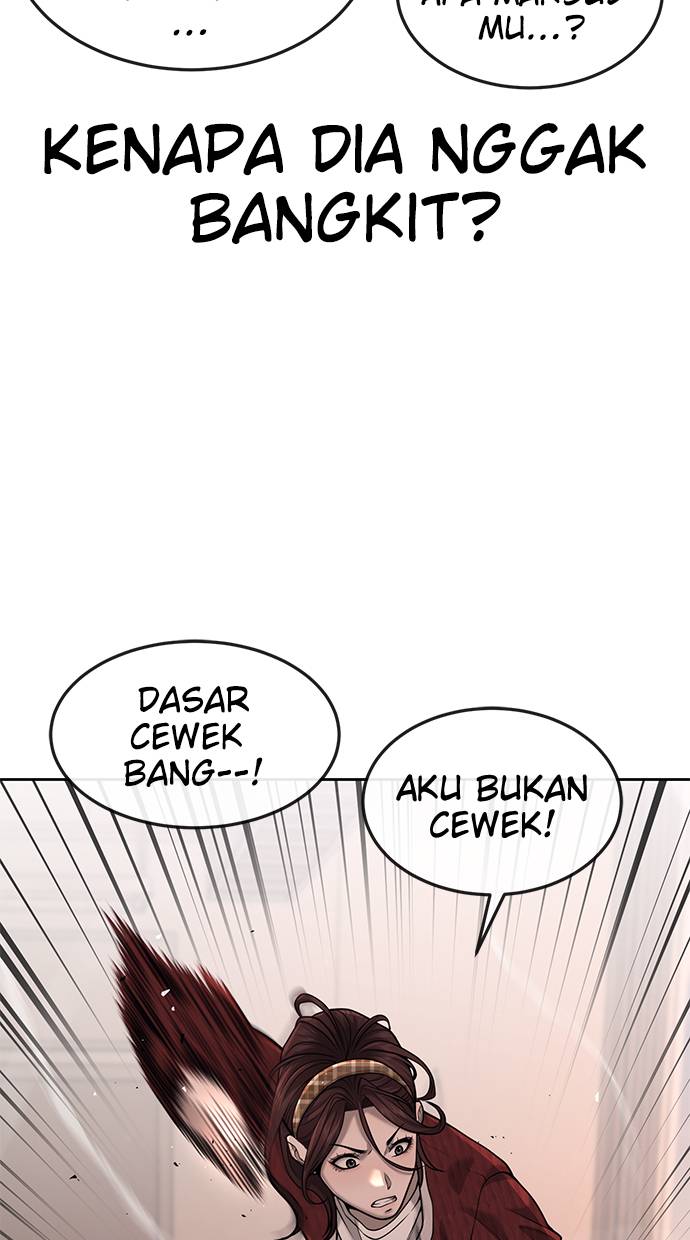 ...
MU...?
KENAPA DIA NGGAK
BANGKIT?
DASAR
CEWEK
BANG--!
AKU BUKAN
CEWEK!